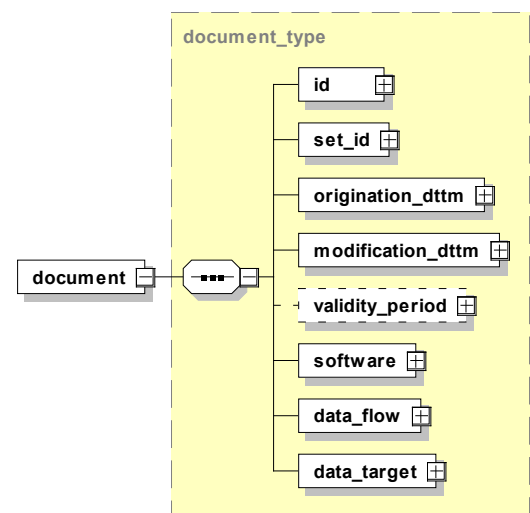 document_type
id
set_id
origination_dttm
modification_dttm
document
validity_period
software
data_flow
data_target